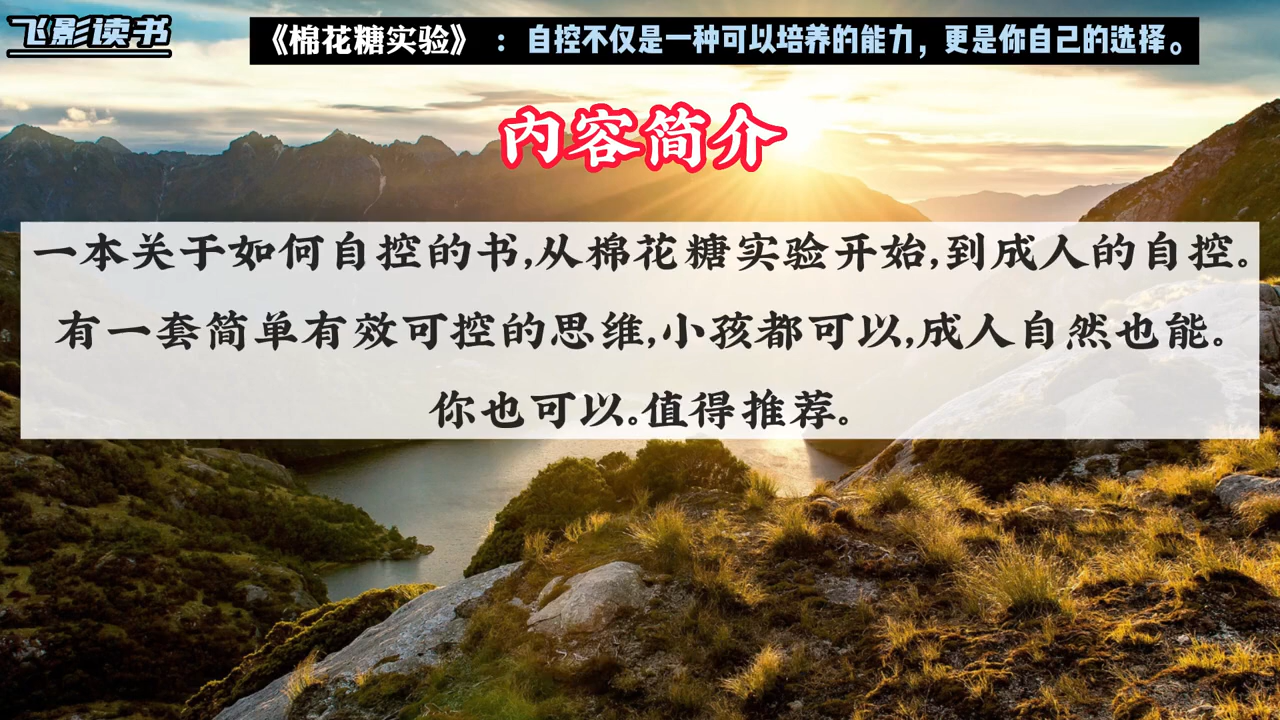 飞影读书
《棉花糖实验》 ：自控不仅是一种可以培养的能力，更是你自己的选择。
内容简介
一本关于如何自控的书,从棉花糖实验开始,到成人的自控。
有一套简单有效可控的思维,小孩都可以,成人自然也能。
你也可以。值得推荐。